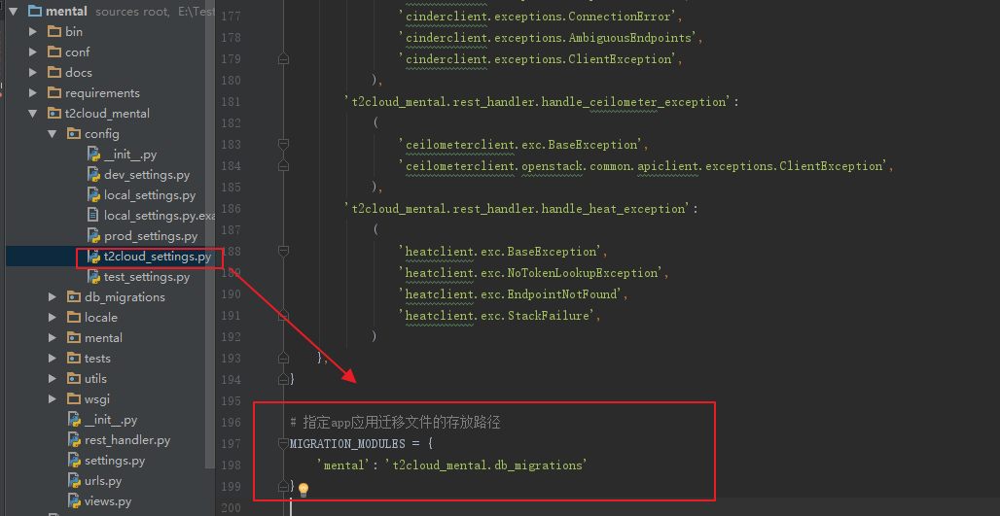 mental sources root, E:\Test
bin
conf
docs
requirements
t2cloud_mental
config
__init__.py
dev_settings.py
local_settings.py
local_settings.py.exa
prod_settings.py
t2cloud_settings.py
test_settings.py
db_migrations
locale
mental
tests
utils
wsgi
__init__.py
rest_handler.py
settings.py
urls.py
views.py
177 'cinderclient.exceptions.ConnectionError',
178 'cinderclient.exceptions.AmbiguousEndpoints',
179 'cinderclient.exceptions.ClientException',
180 ),
181 't2cloud_mental.rest_handler.handle_ceilometer_exception':
182 (
183 'ceilometerclient.exc.BaseException',
184 'ceilometerclient.openstack.common.apiclient.exceptions.ClientException',
185 ),
186 't2cloud_mental.rest_handler.handle_heat_exception':
187 (
188 'heatclient.exc.BaseException',
189 'heatclient.exc.NoTokenLookupException',
190 'heatclient.exc.EndpointNotFound',
191 'heatclient.exc.StackFailure',
192 )
193 },
194 }
195
196 # 指定app应用迁移文件的存放路径
197 MIGRATION_MODULES = {
198 'mental': 't2cloud_mental.db_migrations'
199 }
200